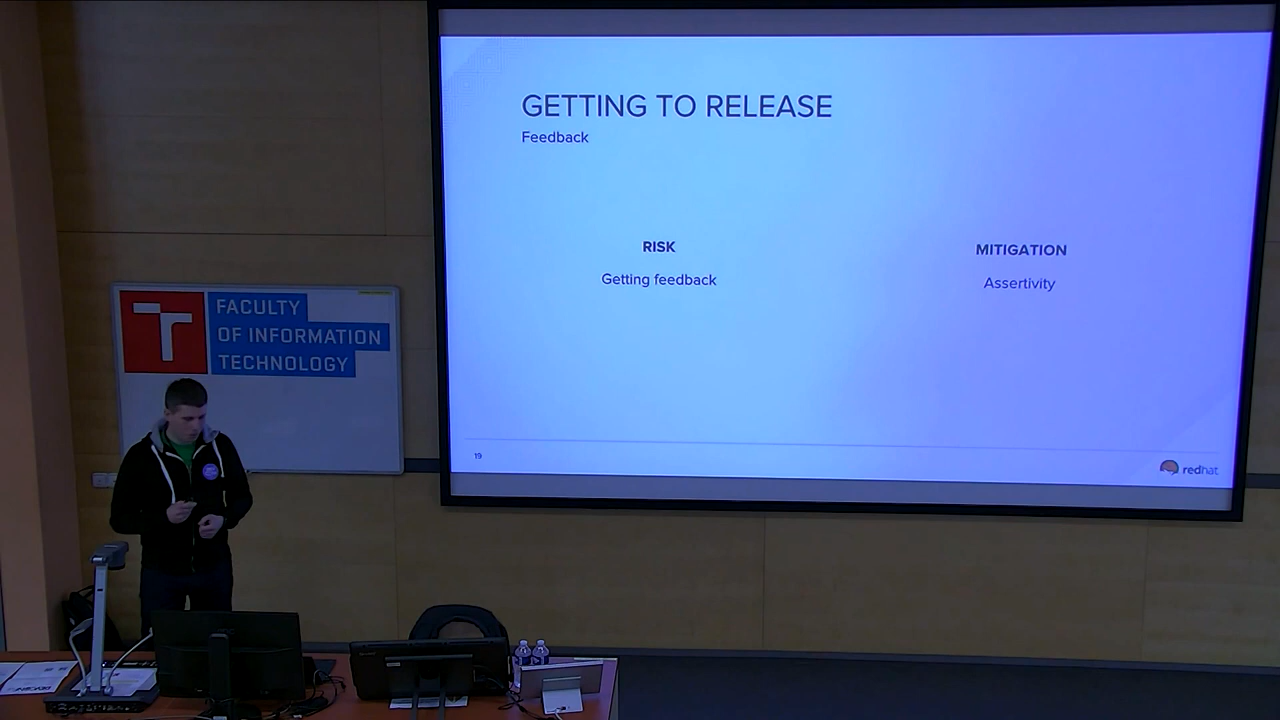 GETTING TO RELEASE
Feedback
RISK
Getting feedback
MITIGATION
Assertivity
19
redhat
FACULTY
OF INFORMATION
TECHNOLOGY